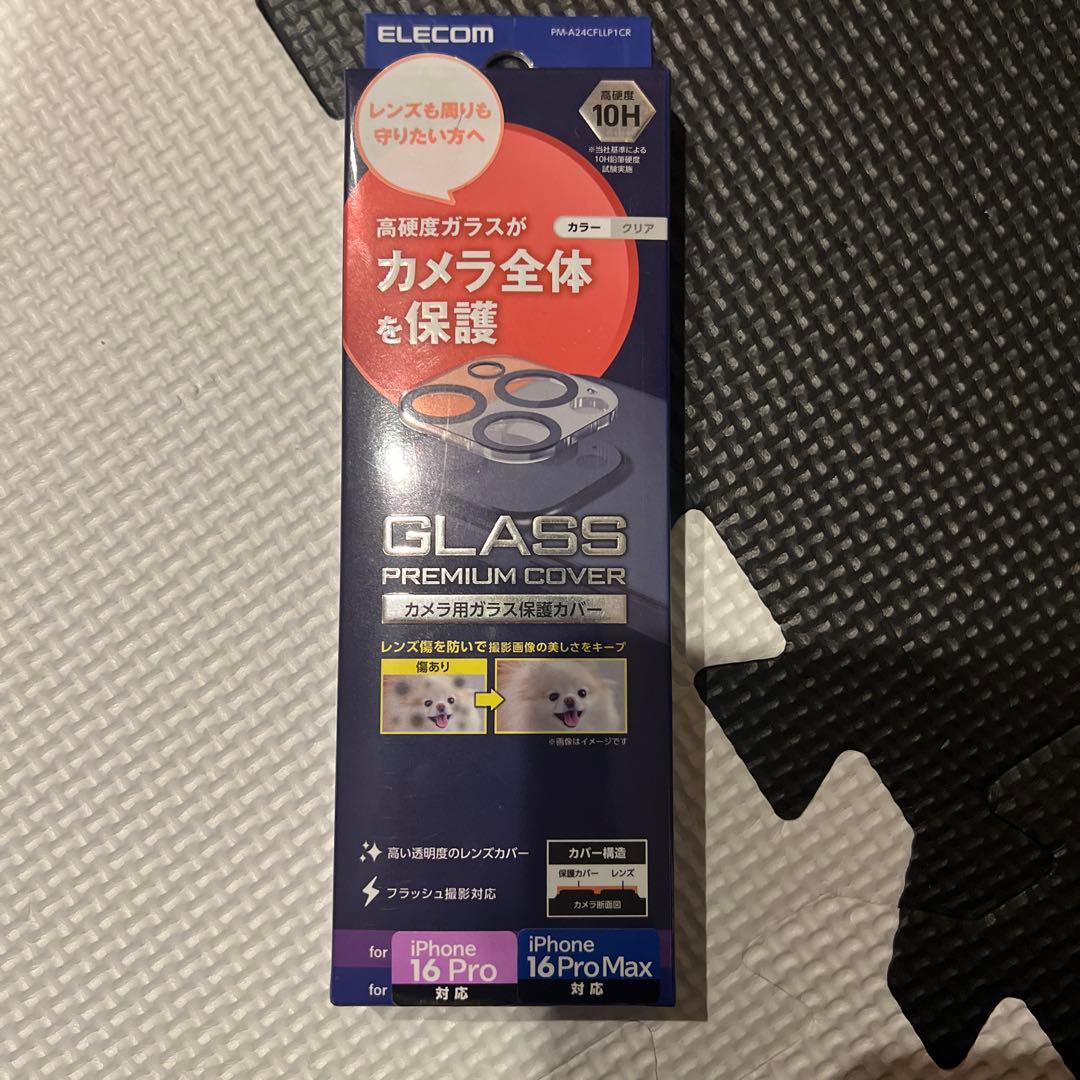 ELECOM
PM-A24CFLLP1CR
レンズも周りも
守りたい方へ
高硬度
10H
※当社基準による
10H鉛筆硬度
試験実施
高硬度ガラスが
カラー クリア
カメラ全体
を保護
GLASS
PREMIUM COVER
カメラ用ガラス保護カバー
レンズ傷を防いで撮影画像の美しさをキープ
傷あり
※画像はイメージです
高い透明度のレンズカバー
フラッシュ撮影対応
カバー構造
保護カバー レンズ
カメラ断面図
for iPhone 16 Pro
for 対応
iPhone
16 Pro Max
対応